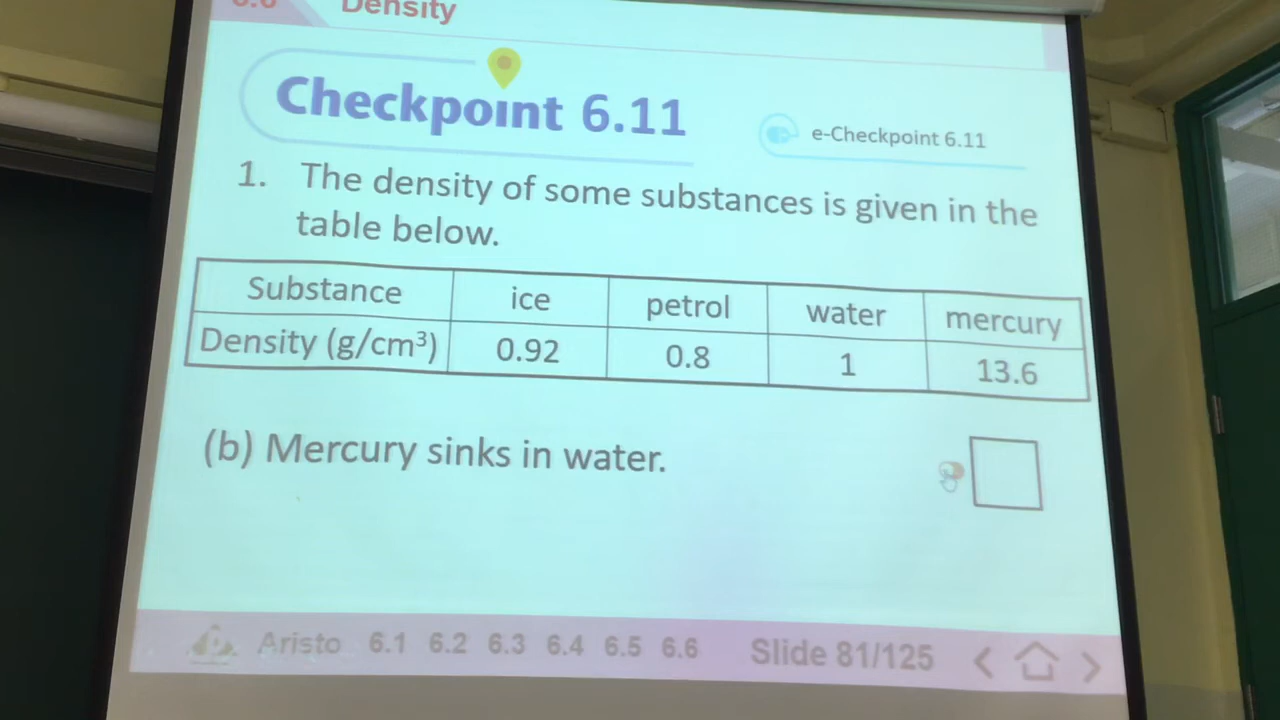 6.6 Density
Checkpoint 6.11
e-Checkpoint 6.11
1. The density of some substances is given in the
table below.
Substance ice petrol water mercury
Density (g/cm³) 0.92 0.8 1 13.6
(b) Mercury sinks in water.
Aristo 6.1 6.2 6.3 6.4 6.5 6.6 Slide 81/125